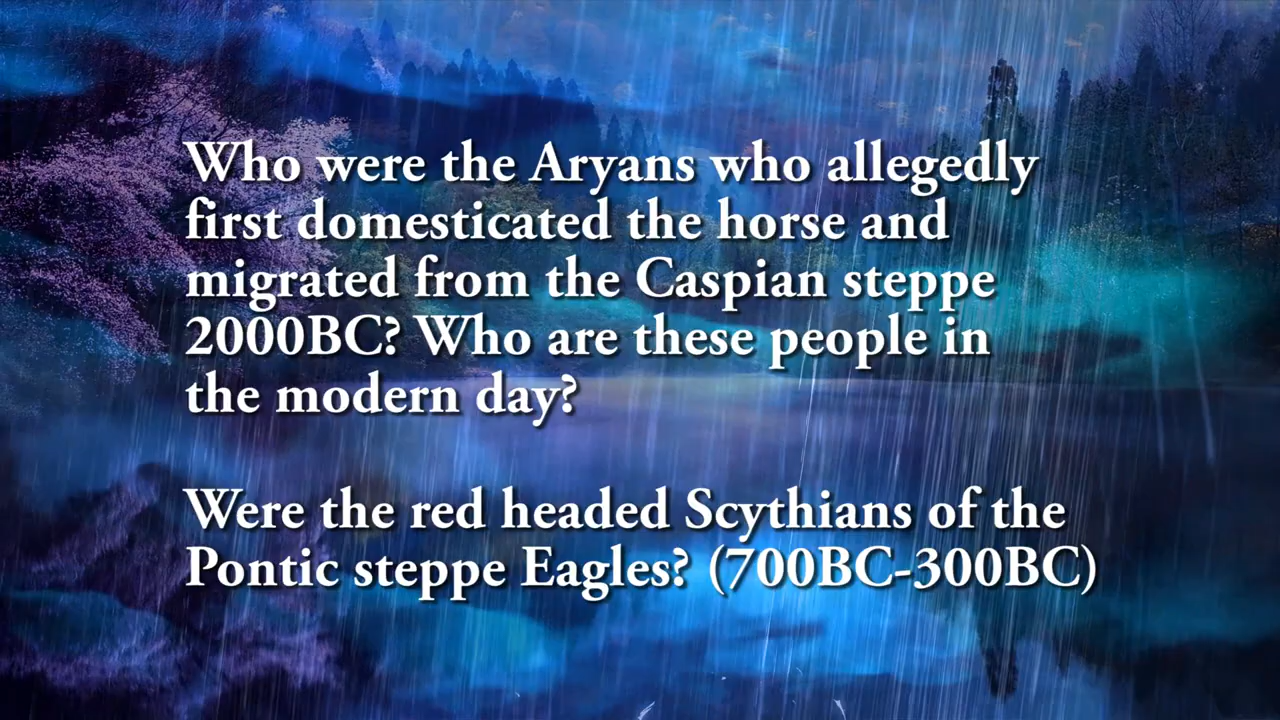 Who were the Aryans who allegedly
first domesticated the horse and
migrated from the Caspian steppe
2000BC? Who are these people in
the modern day?
Were the red headed Scythians of the
Pontic steppe Eagles? (700BC-300BC)